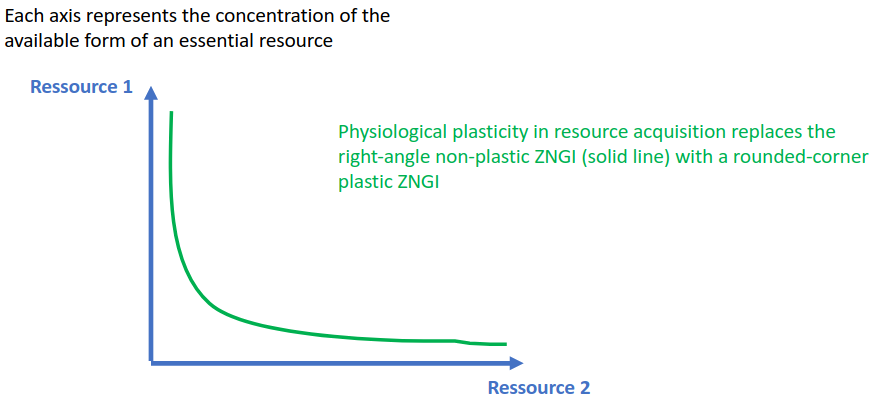 Each axis represents the concentration of the
available form of an essential resource
Ressource 1
Physiological plasticity in resource acquisition replaces the
right-angle non-plastic ZNGI (solid line) with a rounded-corner
plastic ZNGI
Ressource 2